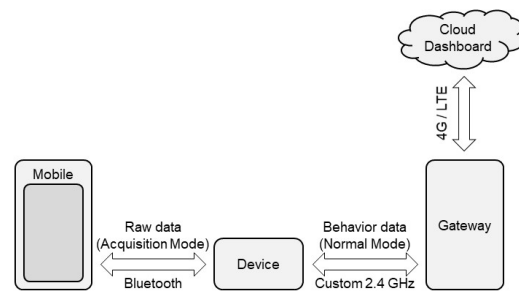 Cloud
Dashboard
4G / LTE
Mobile
Raw data
(Acquisition Mode)
Bluetooth
Device
Behavior data
(Normal Mode)
Custom 2.4 GHz
Gateway